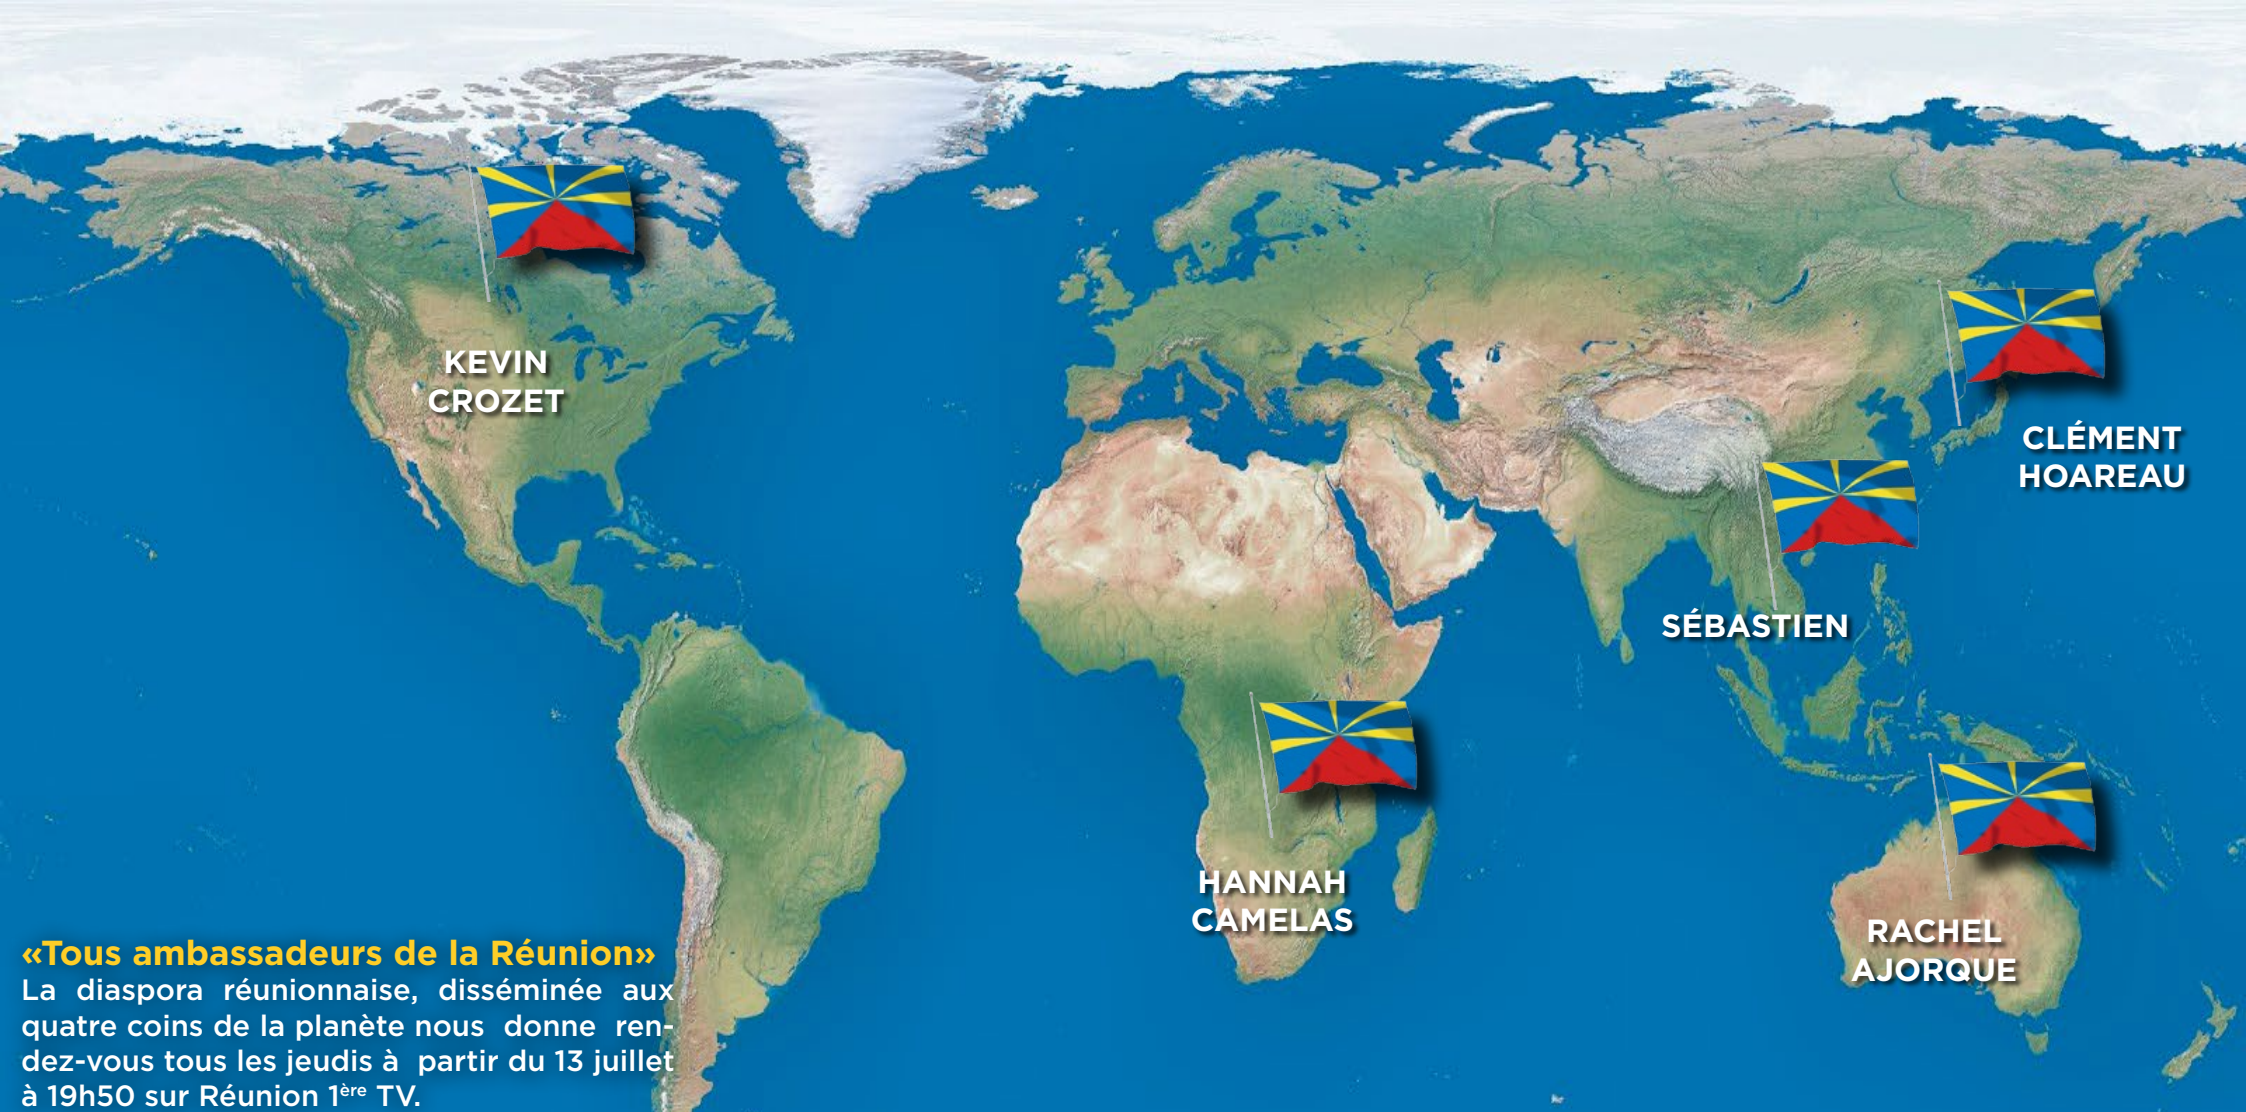 KEVIN
CROZET
CLÉMENT
HOAREAU
SÉBASTIEN
HANNAH
CAMELAS
RACHEL
AJORQUE
«Tous ambassadeurs de la Réunion»
La diaspora réunionnaise, disséminée aux
quatre coins de la planète nous donne ren-
dez-vous tous les jeudis à partir du 13 juillet
à 19h50 sur Réunion 1ère TV.